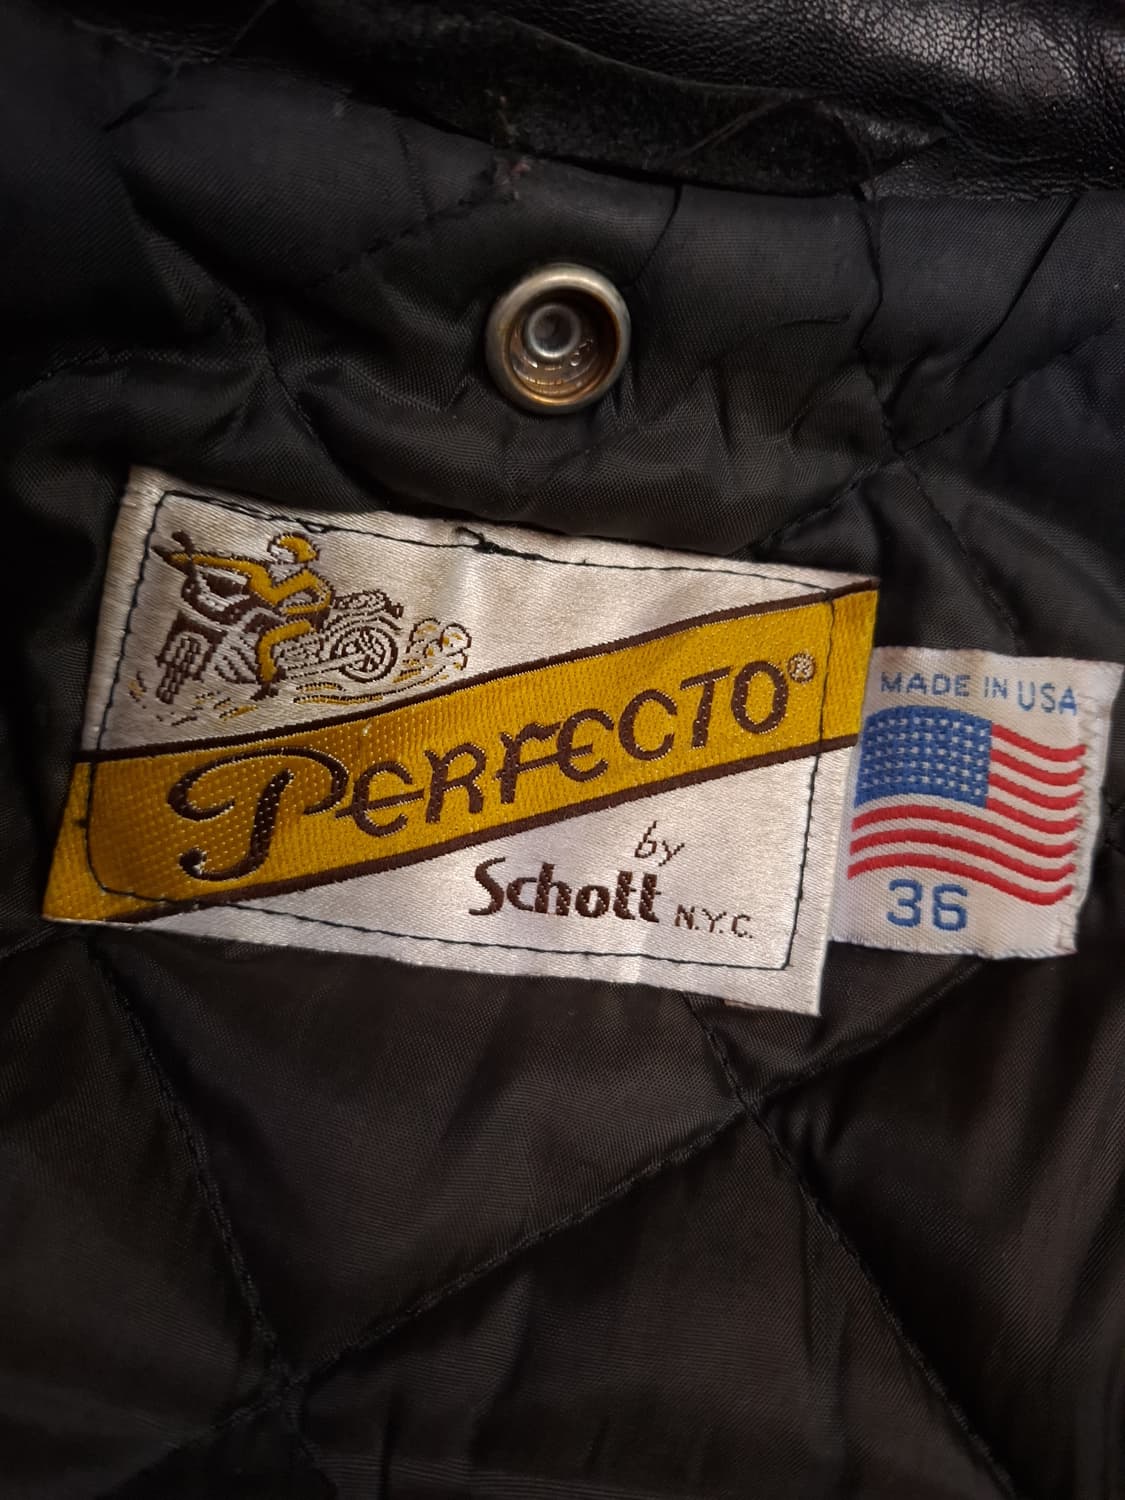 PERFECTO®
by
Schott N.Y.C.
MADE IN USA
36